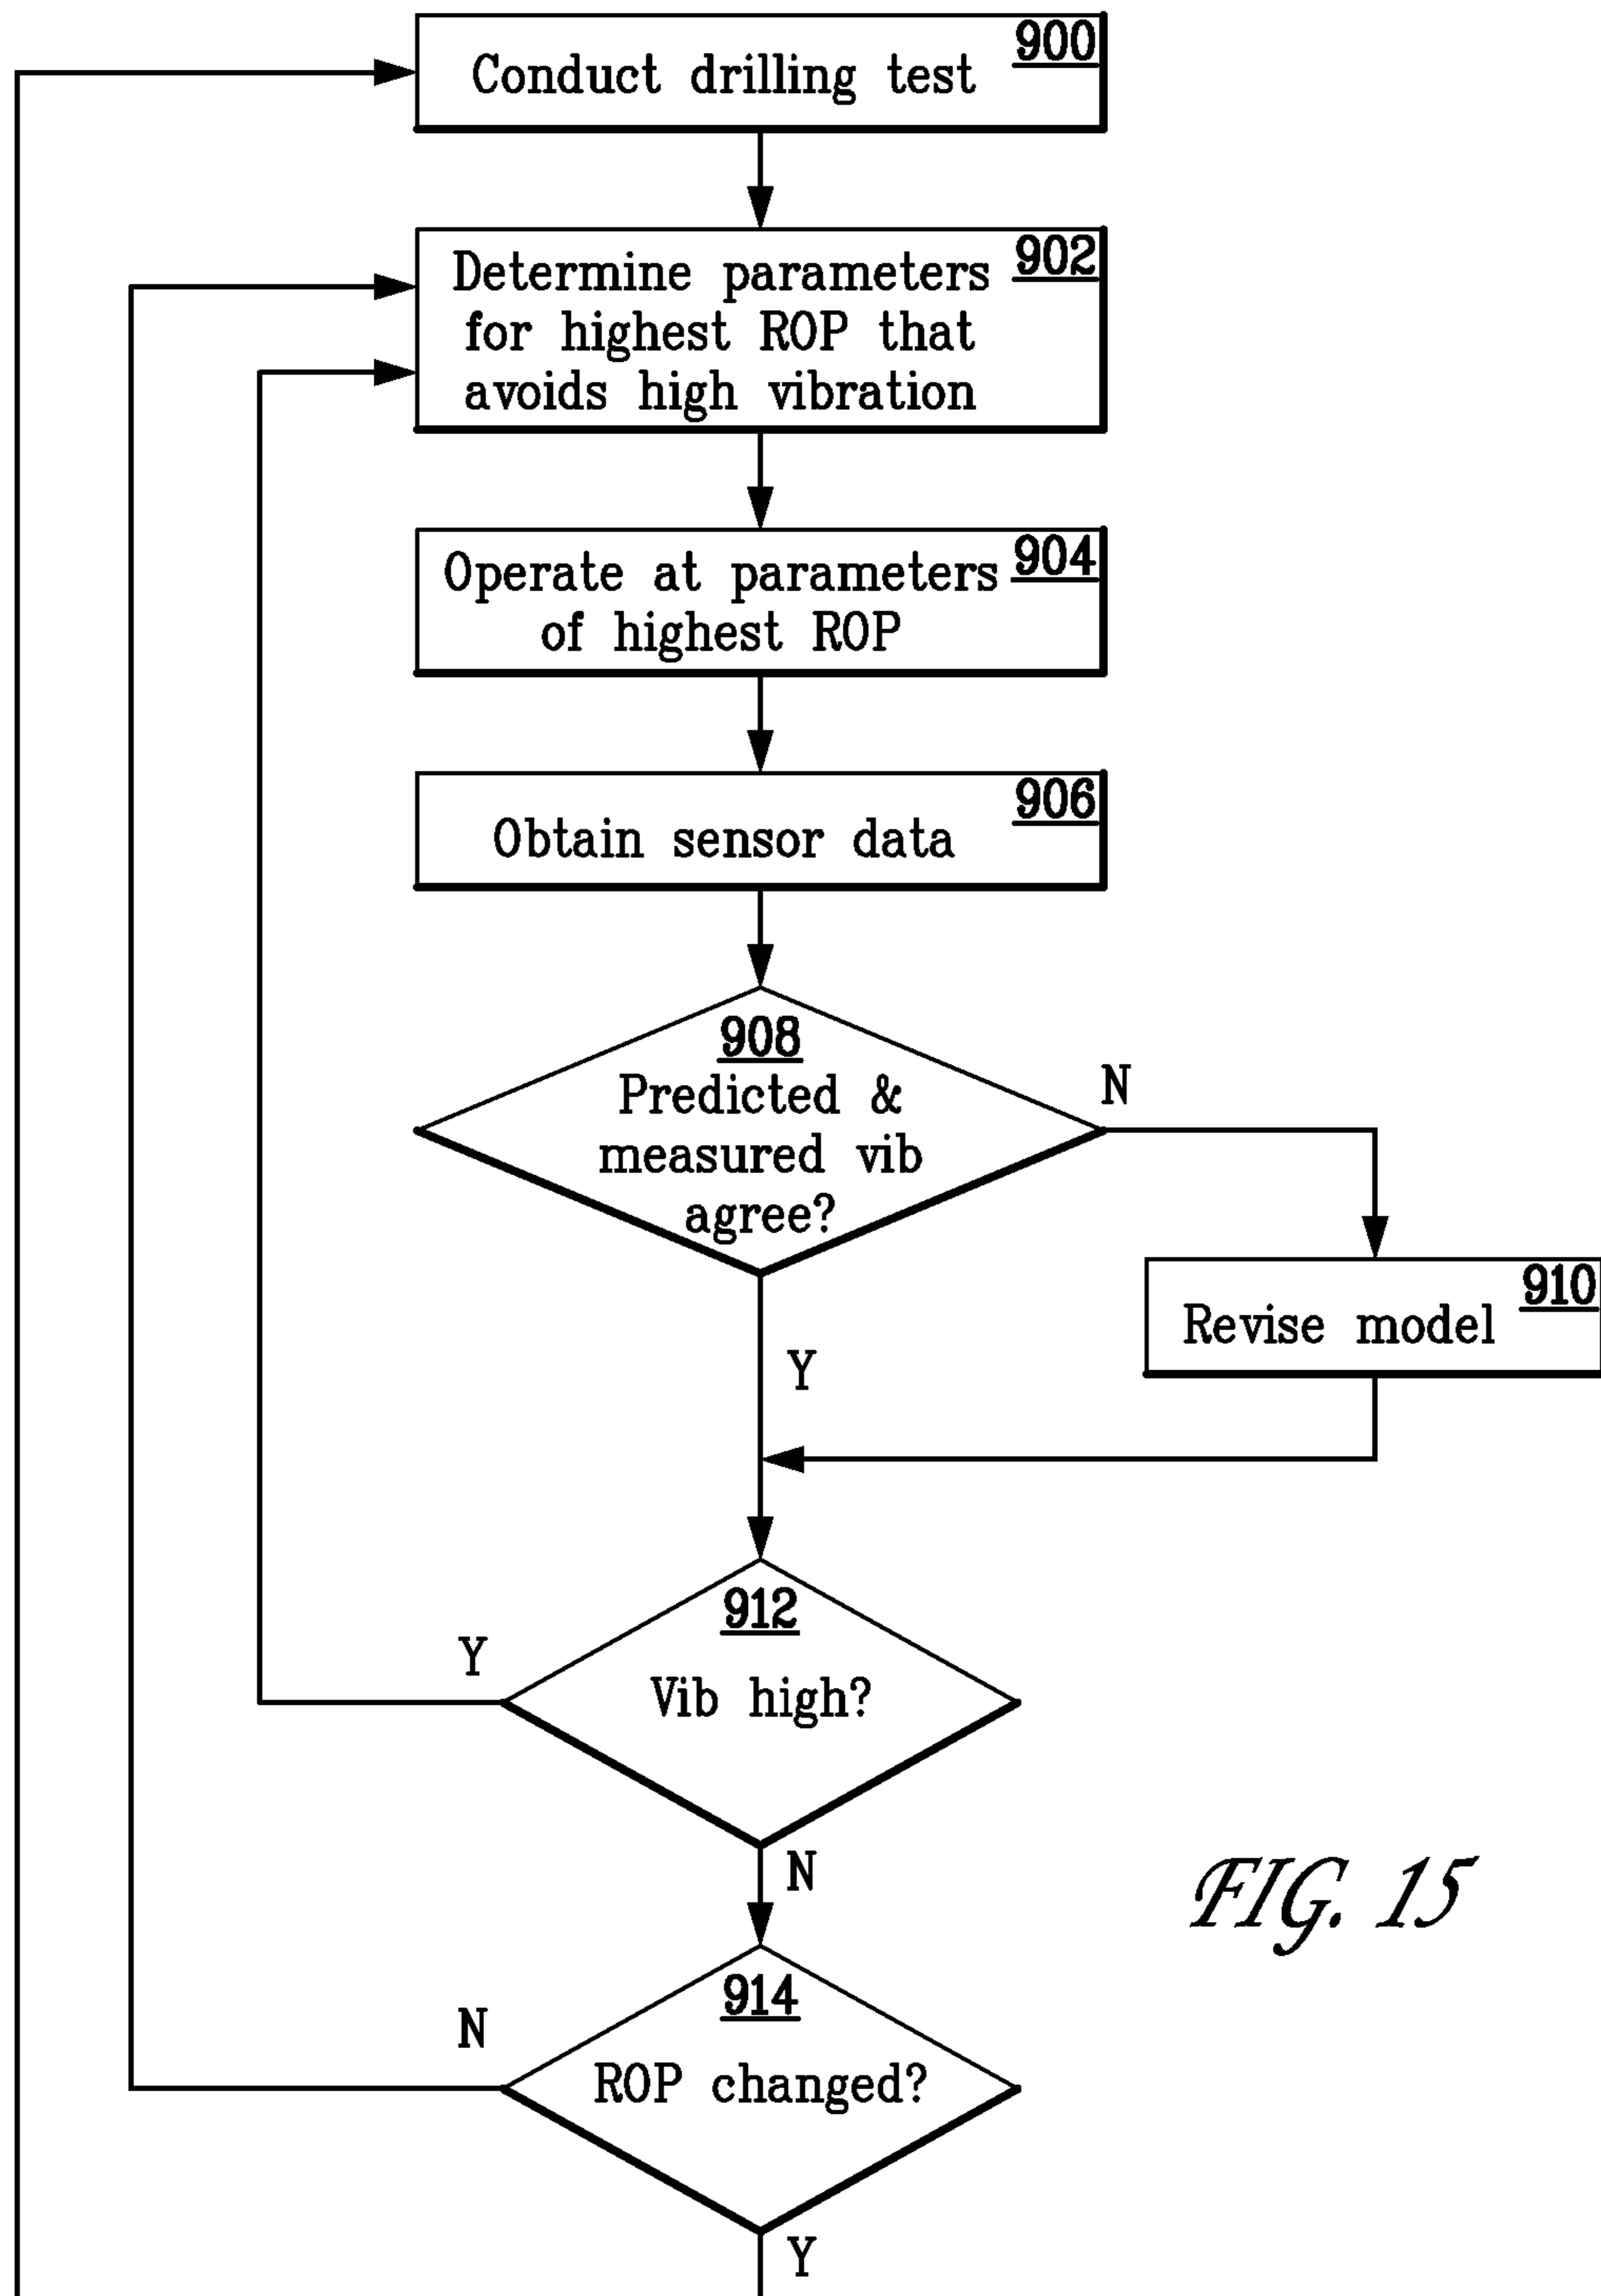 900
Conduct drilling test
902
Determine parameters
for highest ROP that
avoids high vibration
904
Operate at parameters
of highest ROP
906
Obtain sensor data
908
Predicted &
measured vib
agree?
N
910
Revise model
Y
912
Vib high?
Y
N
914
ROP changed?
N
Y
FIG. 15